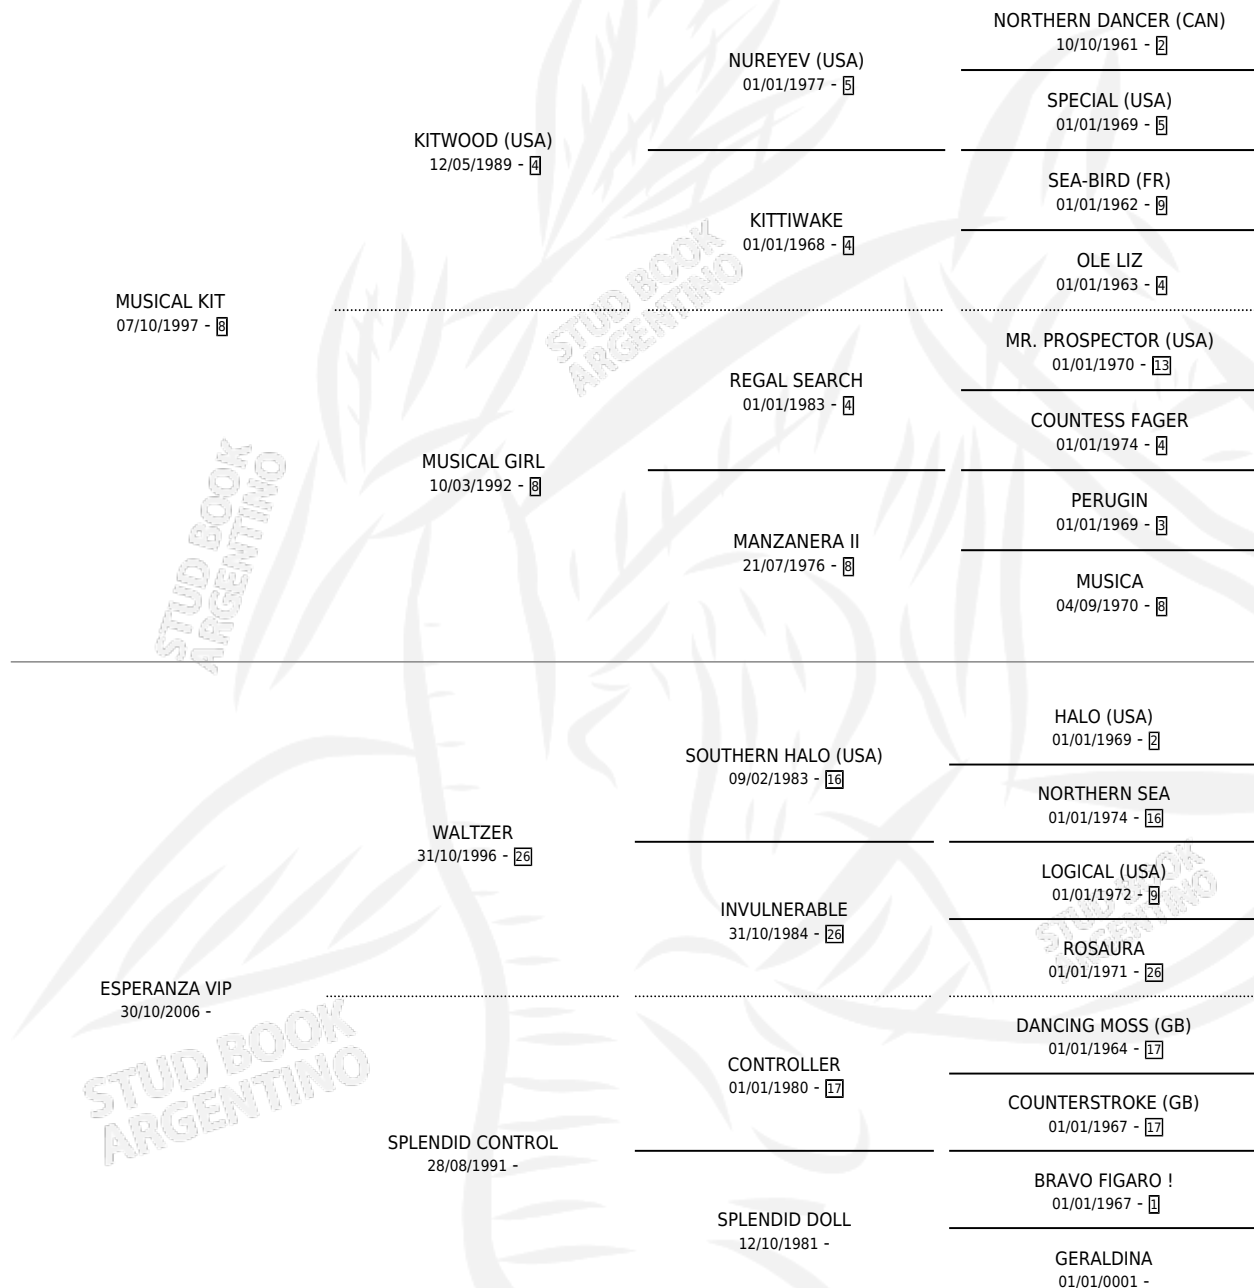 NORTHERN DANCER (CAN)
10/10/1961 - 2
NUREYEV (USA)
01/01/1977 - 5
SPECIAL (USA)
01/01/1969 - 5
KITWOOD (USA)
12/05/1989 - 4
SEA-BIRD (FR)
01/01/1962 - 9
KITTIWAKE
01/01/1968 - 4
OLE LIZ
01/01/1963 - 4
MUSICAL KIT
07/10/1997 - 8
MR. PROSPECTOR (USA)
01/01/1970 - 13
REGAL SEARCH
01/01/1983 - 4
COUNTESS FAGER
01/01/1974 - 4
MUSICAL GIRL
10/03/1992 - 8
PERUGIN
01/01/1969 - 3
MANZANERA II
21/07/1976 - 8
MUSICA
04/09/1970 - 8
HALO (USA)
01/01/1969 - 2
SOUTHERN HALO (USA)
09/02/1983 - 16
NORTHERN SEA
01/01/1974 - 16
WALTZER
31/10/1996 - 26
LOGICAL (USA)
01/01/1972 - 9
INVULNERABLE
31/10/1984 - 26
ROSAURA
01/01/1971 - 26
ESPERANZA VIP
30/10/2006 -
DANCING MOSS (GB)
01/01/1964 - 17
CONTROLLER
01/01/1980 - 17
COUNTERSTROKE (GB)
01/01/1967 - 17
SPLENDID CONTROL
28/08/1991 -
BRAVO FIGARO !
01/01/1967 - 1
SPLENDID DOLL
12/10/1981 -
GERALDINA
01/01/0001 -
STUD BOOK
ARGENTINO
STUD BOOK
ARGENTINO
STUD BOOK
ARGENTINO
STUD BOOK
ARGENTINO